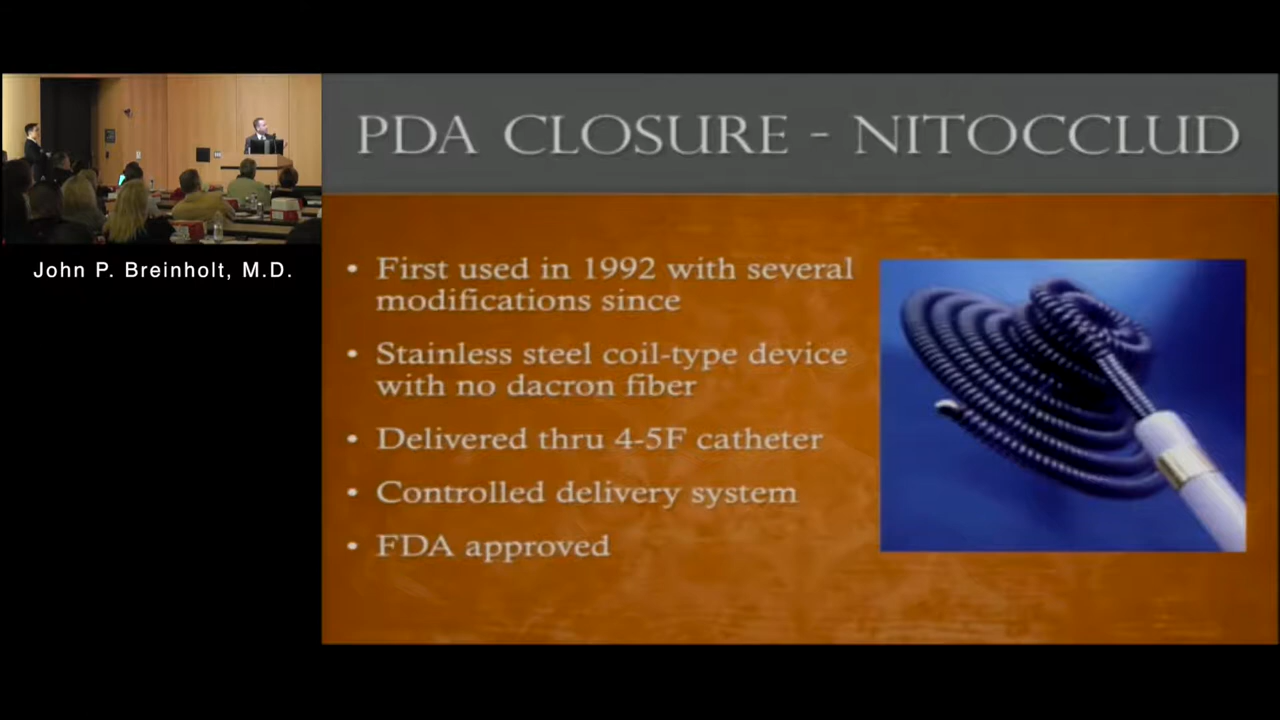 PDA CLOSURE - NITOCCLUD
John P. Breinholt, M.D.
• First used in 1992 with several
modifications since
• Stainless steel coil-type device
with no dacron fiber
• Delivered thru 4-5F catheter
• Controlled delivery system
• FDA approved